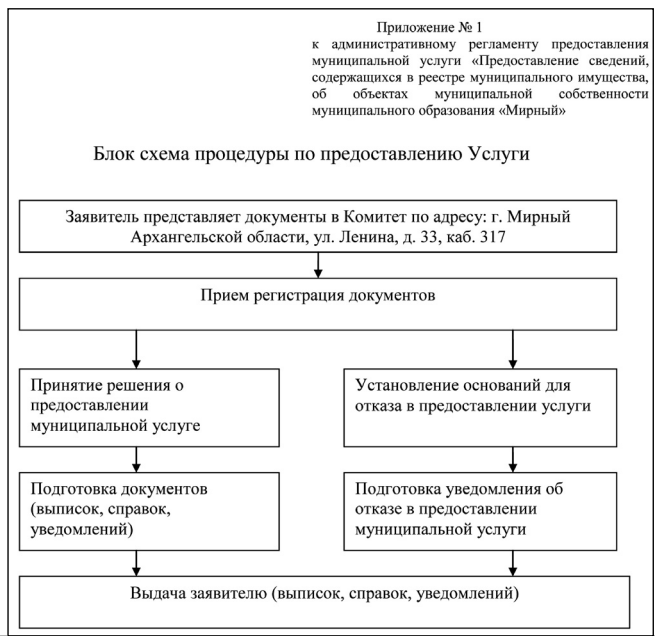 Приложение № 1
к административному регламенту предоставления
муниципальной услуги «Предоставление сведений,
содержащихся в реестре муниципального имущества,
об объектах муниципальной собственности
муниципального образования «Мирный»
Блок схема процедуры по предоставлению Услуги
Заявитель представляет документы в Комитет по адресу: г. Мирный
Архангельской области, ул. Ленина, д. 33, каб. 317
Прием регистрация документов
Принятие решения о
предоставлении
муниципальной услуге
Установление оснований для
отказа в предоставлении услуги
Подготовка документов
(выписок, справок,
уведомлений)
Подготовка уведомления об
отказе в предоставлении
муниципальной услуги
Выдача заявителю (выписок, справок, уведомлений)